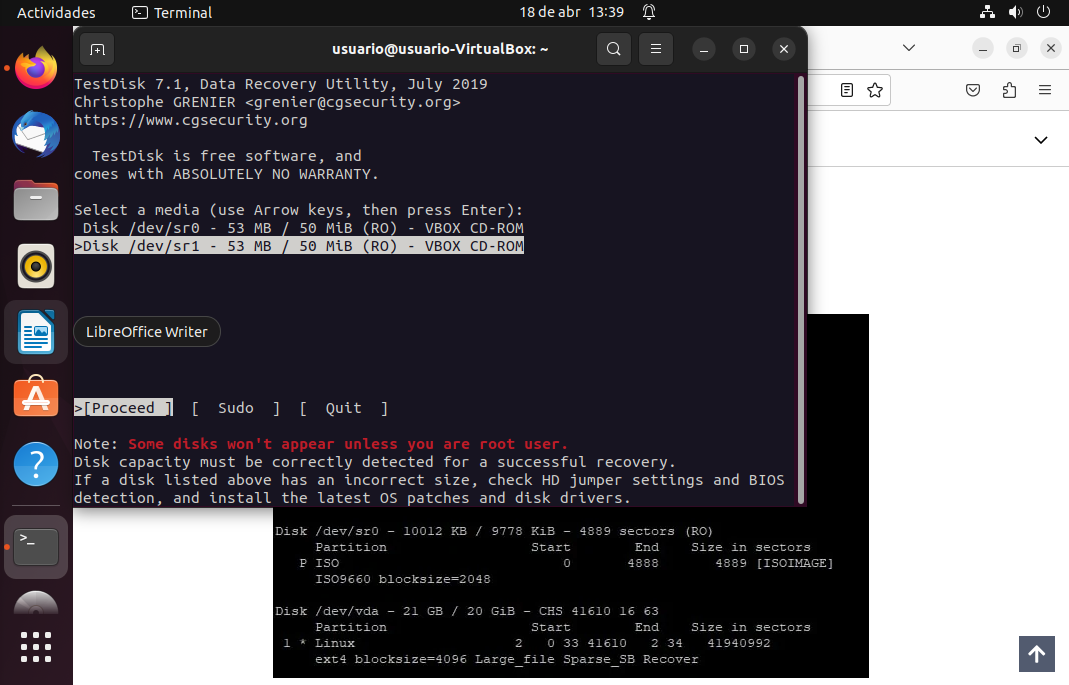 Actividades
Terminal
18 de abr 13:39
usuario@usuario-VirtualBox: ~
TestDisk 7.1, Data Recovery Utility, July 2019
Christophe GRENIER <grenier@cgsecurity.org>
https://www.cgsecurity.org
TestDisk is free software, and
comes with ABSOLUTELY NO WARRANTY.
Select a media (use Arrow keys, then press Enter):
Disk /dev/sr0 - 53 MB / 50 MiB (RO) - VBOX CD-ROM
>Disk /dev/sr1 - 53 MB / 50 MiB (RO) - VBOX CD-ROM
LibreOffice Writer
>[Proceed ]  [  Sudo  ]  [  Quit  ]
Note: Some disks won't appear unless you are root user.
Disk capacity must be correctly detected for a successful recovery.
If a disk listed above has an incorrect size, check HD jumper settings and BIOS
detection, and install the latest OS patches and disk drivers.
Disk /dev/sr0 - 10012 KB / 9778 KiB - 4889 sectors (RO)
Partition Start End Size in sectors
P ISO 0 4888 4889 [ISOIMAGE]
ISO9660 blocksize=2048
Disk /dev/vda - 21 GB / 20 GiB - CHS 41610 16 63
Partition Start End Size in sectors
1 * Linux 2 0 33 41610 2 34 41940992
ext4 blocksize=4096 Large_file Sparse_SB Recover